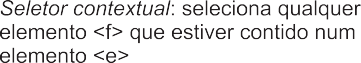 Seletor contextual: seleciona qualquer
elemento <f> que estiver contido num
elemento <e>